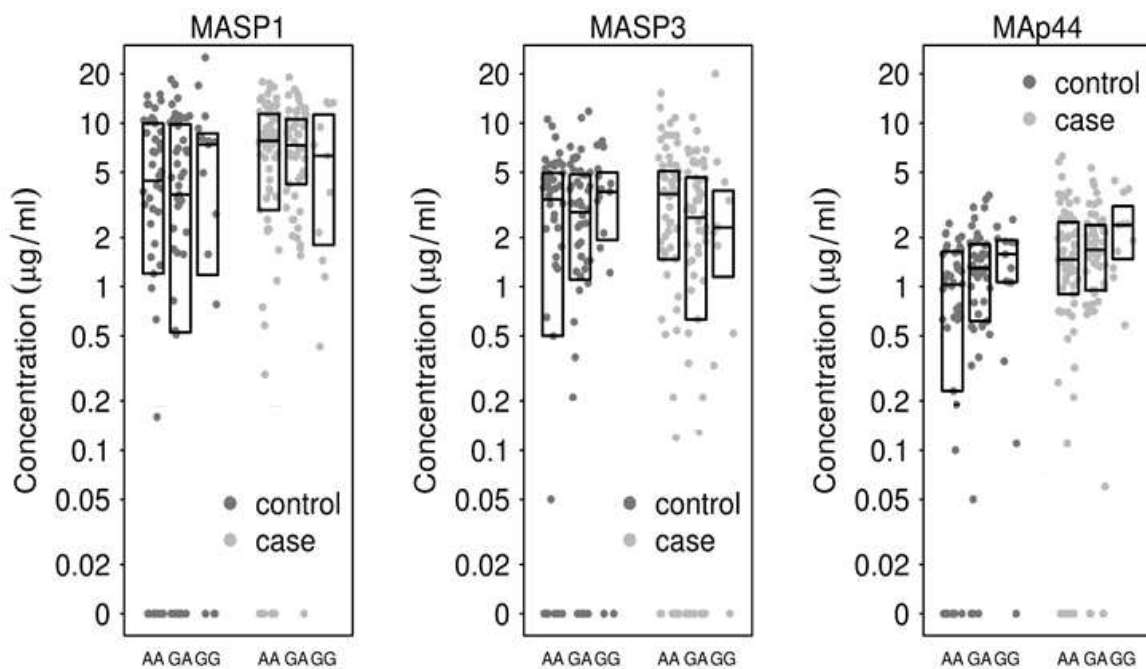 MASP1
MASP3
MAp44
Concentration (µg/ml)
20
10
5
2
1
0.5
0.2
0.1
0.05
0.02
0
control
case
AA GA GG
AA GA GG
Concentration (µg/ml)
20
10
5
2
1
0.5
0.2
0.1
0.05
0.02
0
control
case
AA GA GG
AA GA GG
Concentration (µg/ml)
20
10
5
2
1
0.5
0.2
0.1
0.05
0.02
0
control
case
AA GA GG
AA GA GG